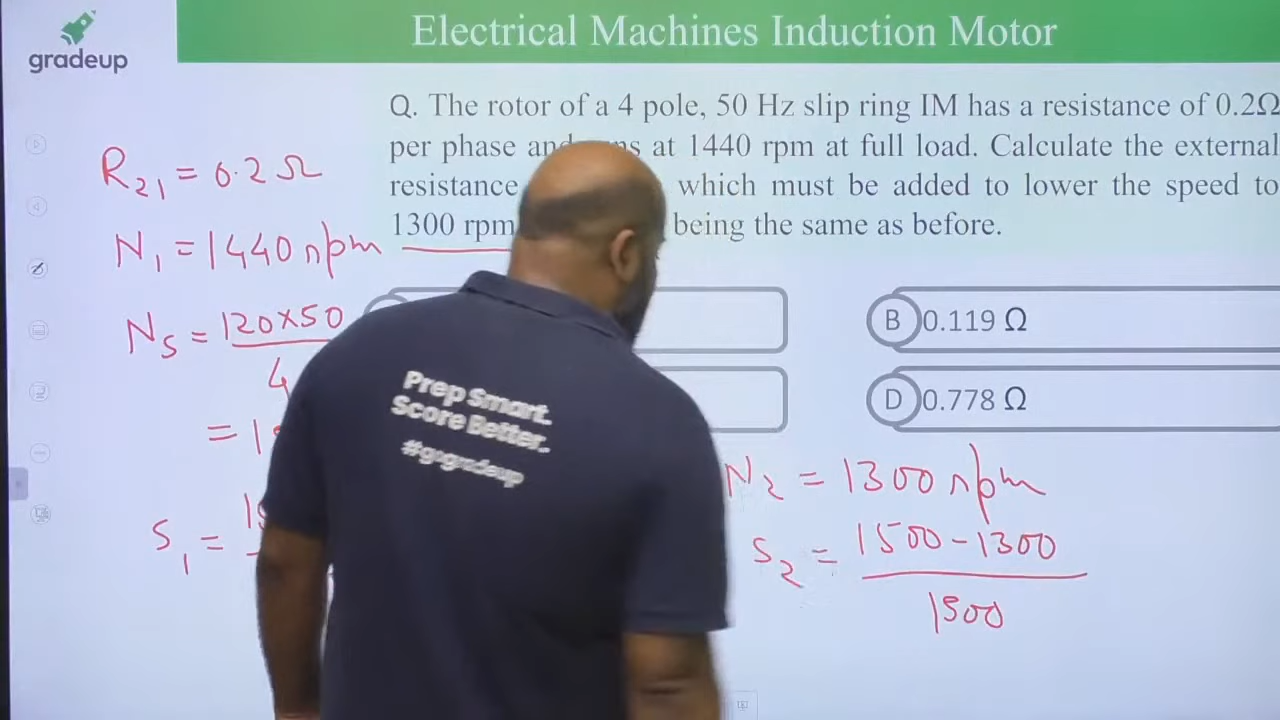 gradeup
Electrical Machines Induction Motor
Q. The rotor of a 4 pole, 50 Hz slip ring IM has a resistance of 0.2Ω
per phase and at 1440 rpm at full load. Calculate the external
resistance which must be added to lower the speed to
1300 rpm being the same as before.
B 0.119 Ω
D 0.778 Ω
R21 = 0.2 Ω
N1 = 1440 rpm
Ns = 120×50
4
=
S1 =
N2 = 1300 rpm
S2 = 1500 - 1300
1500
Prep Smart.
Score Better.
#gogradeup